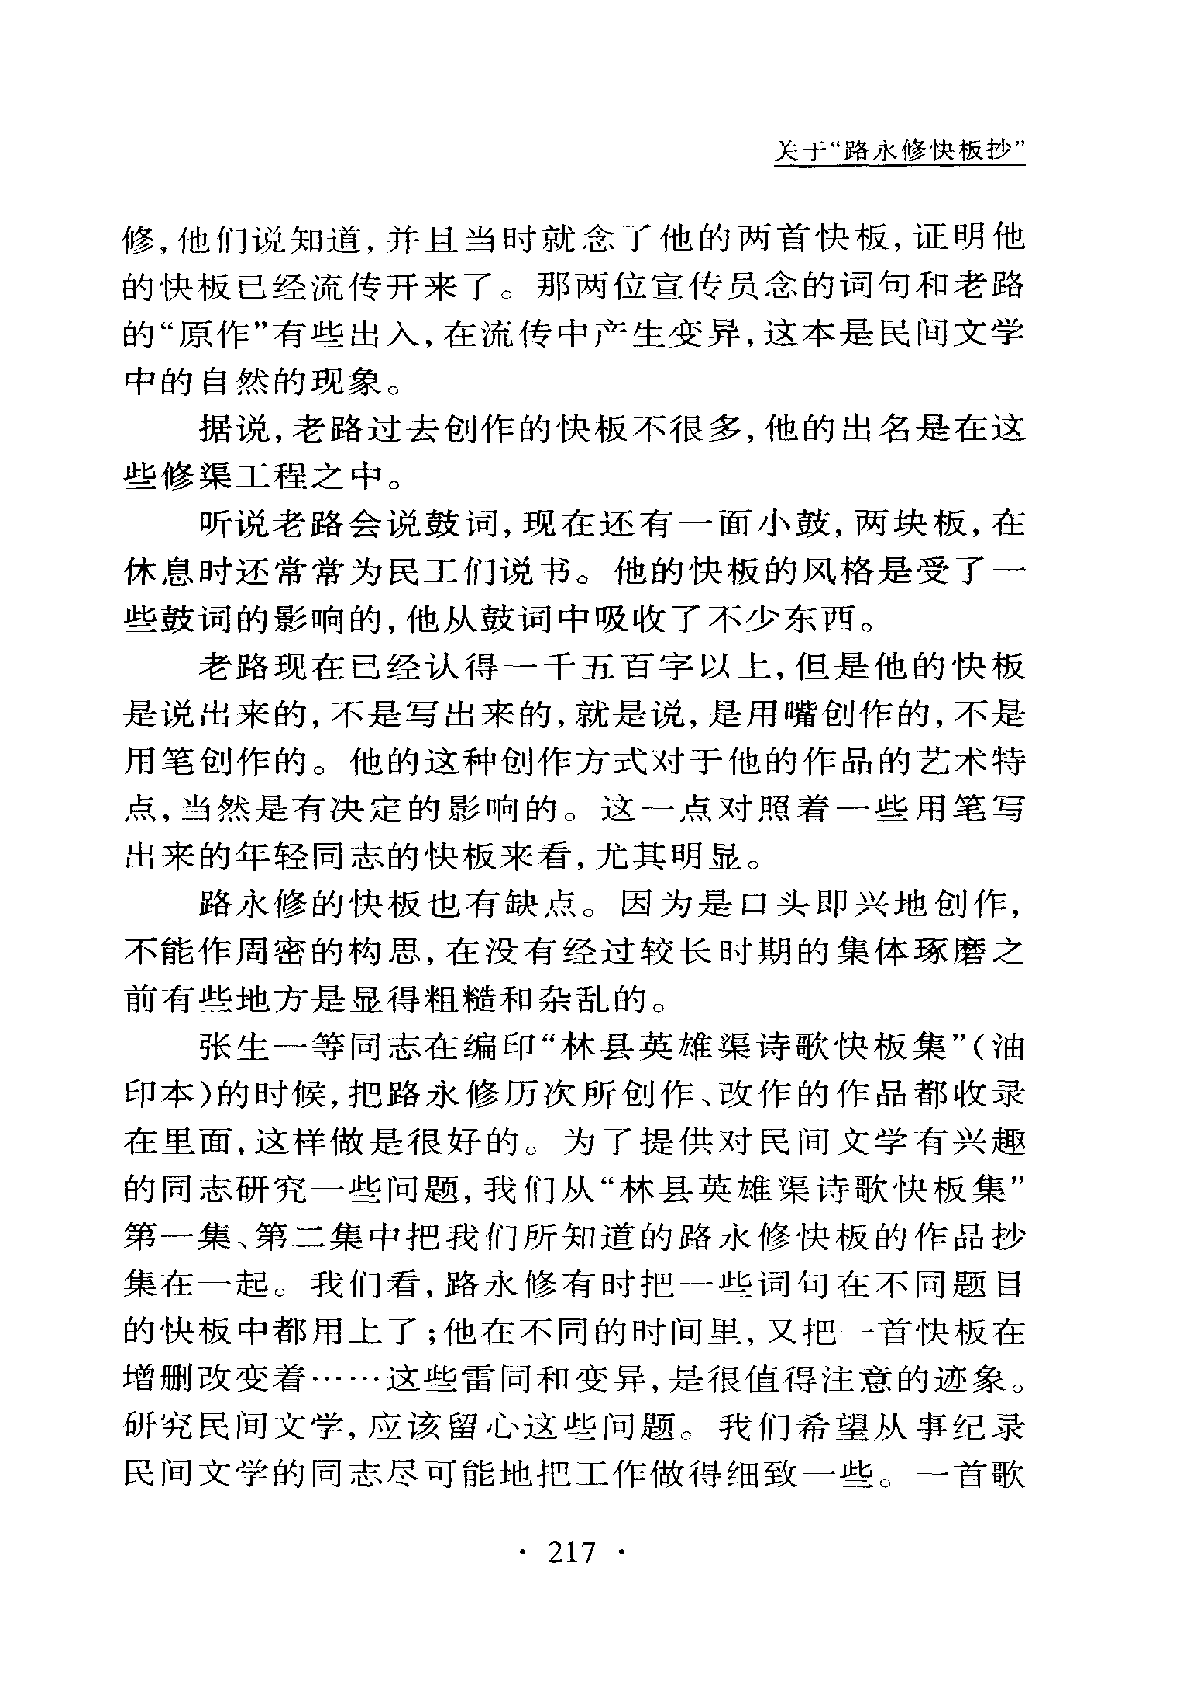 关于“路永修快板抄”
修,他们说知道,并且当时就念了他的两首快板,证明他
的快板已经流传开来了。那两位宣传员念的词句和老路
的“原作”有些出入,在流传中产生变异,这本是民间文学
中的自然的现象。
据说,老路过去创作的快板不很多,他的出名是在这
些修渠工程之中。
听说老路会说鼓词,现在还有一面小鼓,两块板,在
休息时还常常为民工们说书。他的快板的风格是受了一
些鼓词的影响的,他从鼓词中吸收了不少东西。
老路现在已经认得一千五百字以上,但是他的快板
是说出来的,不是写出来的,就是说,是用嘴创作的,不是
用笔创作的。他的这种创作方式对于他的作品的艺术特
点,当然是有决定的影响的。这一点对照着一些用笔写
出来的年轻同志的快板来看,尤其明显。
路永修的快板也有缺点。因为是口头即兴地创作,
不能作周密的构思,在没有经过较长时期的集体琢磨之
前有些地方是显得粗糙和杂乱的。
张生一等同志在编印“林县英雄渠诗歌快板集”(油
印本)的时候,把路永修历次所创作、改作的作品都收录
在里面,这样做是很好的。为了提供对民间文学有兴趣
的同志研究一些问题,我们从“林县英雄渠诗歌快板集”
第一集、第二集中把我们所知道的路永修快板的作品抄
集在一起。我们看,路永修有时把一些词句在不同题目
的快板中都用上了;他在不同的时间里,又把一首快板在
增删改变着……这些雷同和变异,是很值得注意的迹象。
研究民间文学,应该留心这些问题。我们希望从事纪录
民间文学的同志尽可能地把工作做得细致一些。一首歌
· 217 ·